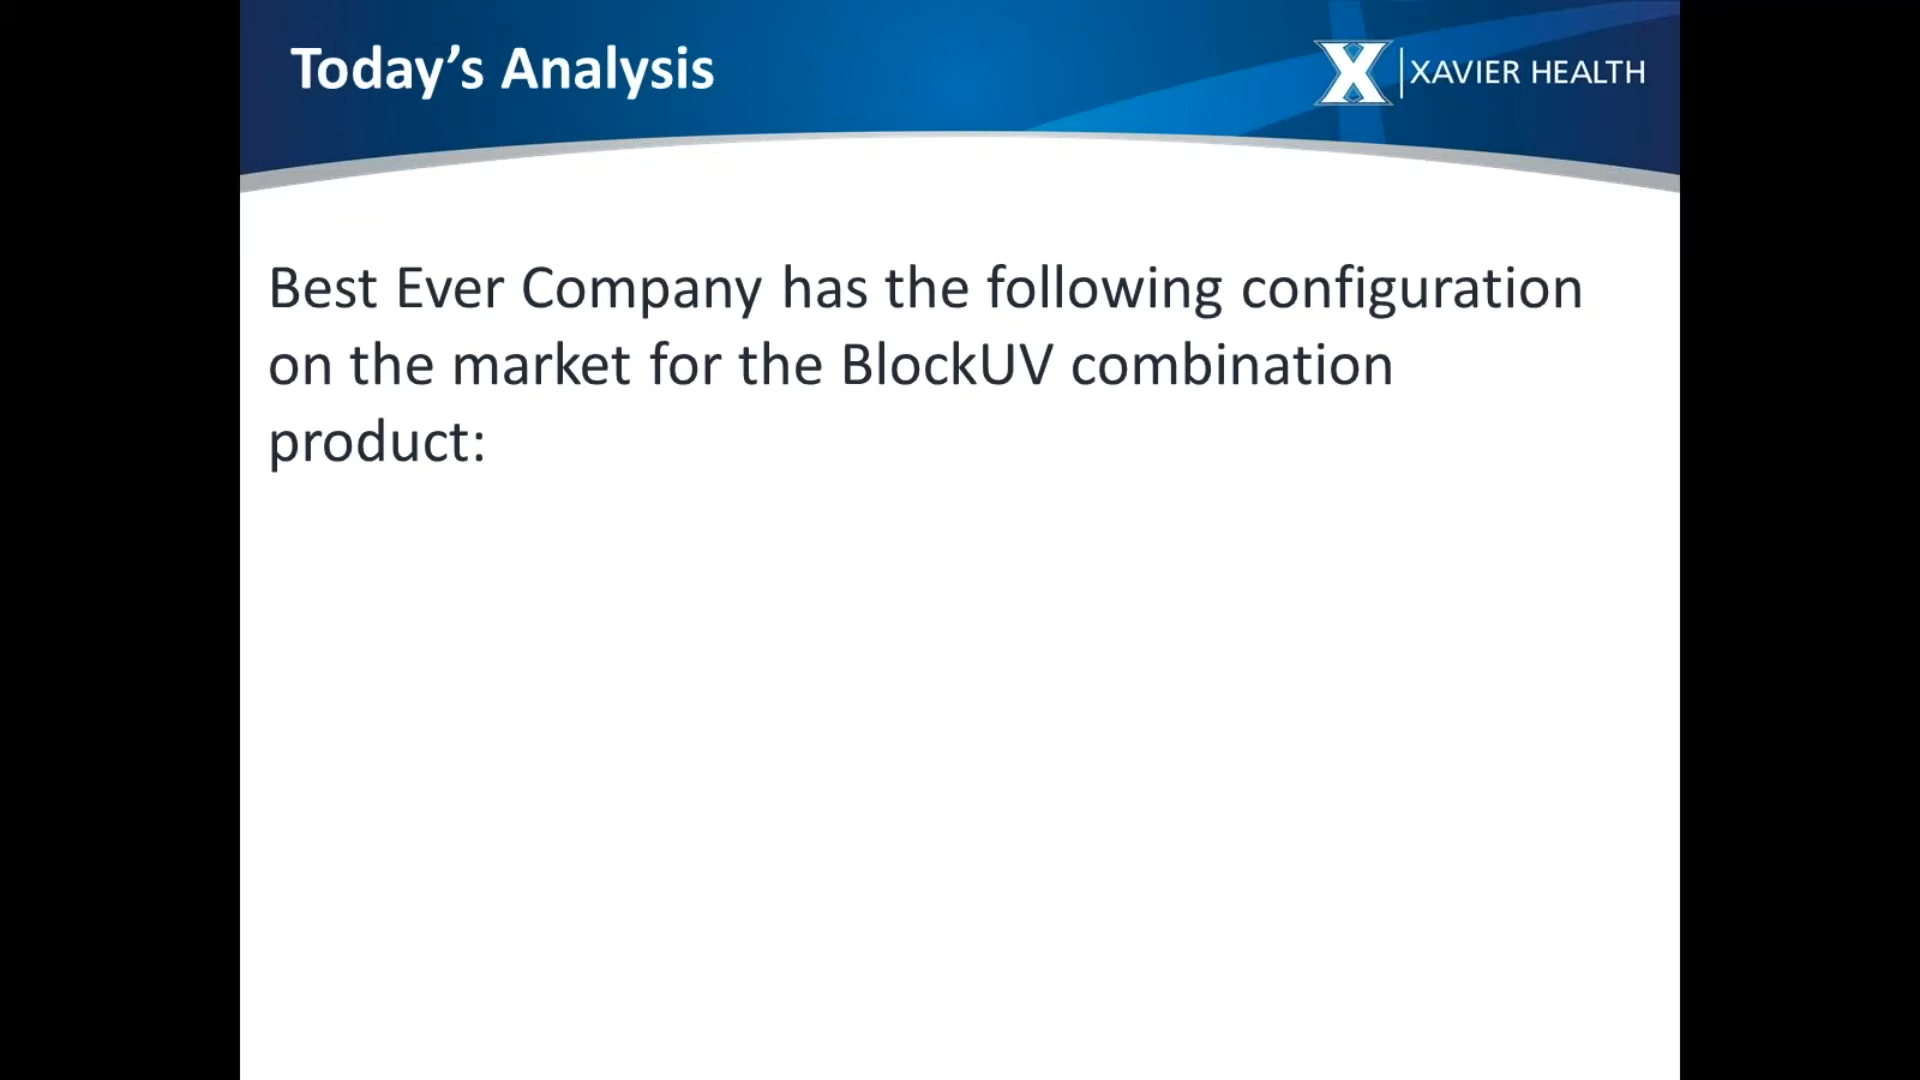 Today’s Analysis
XAVIER HEALTH
Best Ever Company has the following configuration
on the market for the BlockUV combination
product: